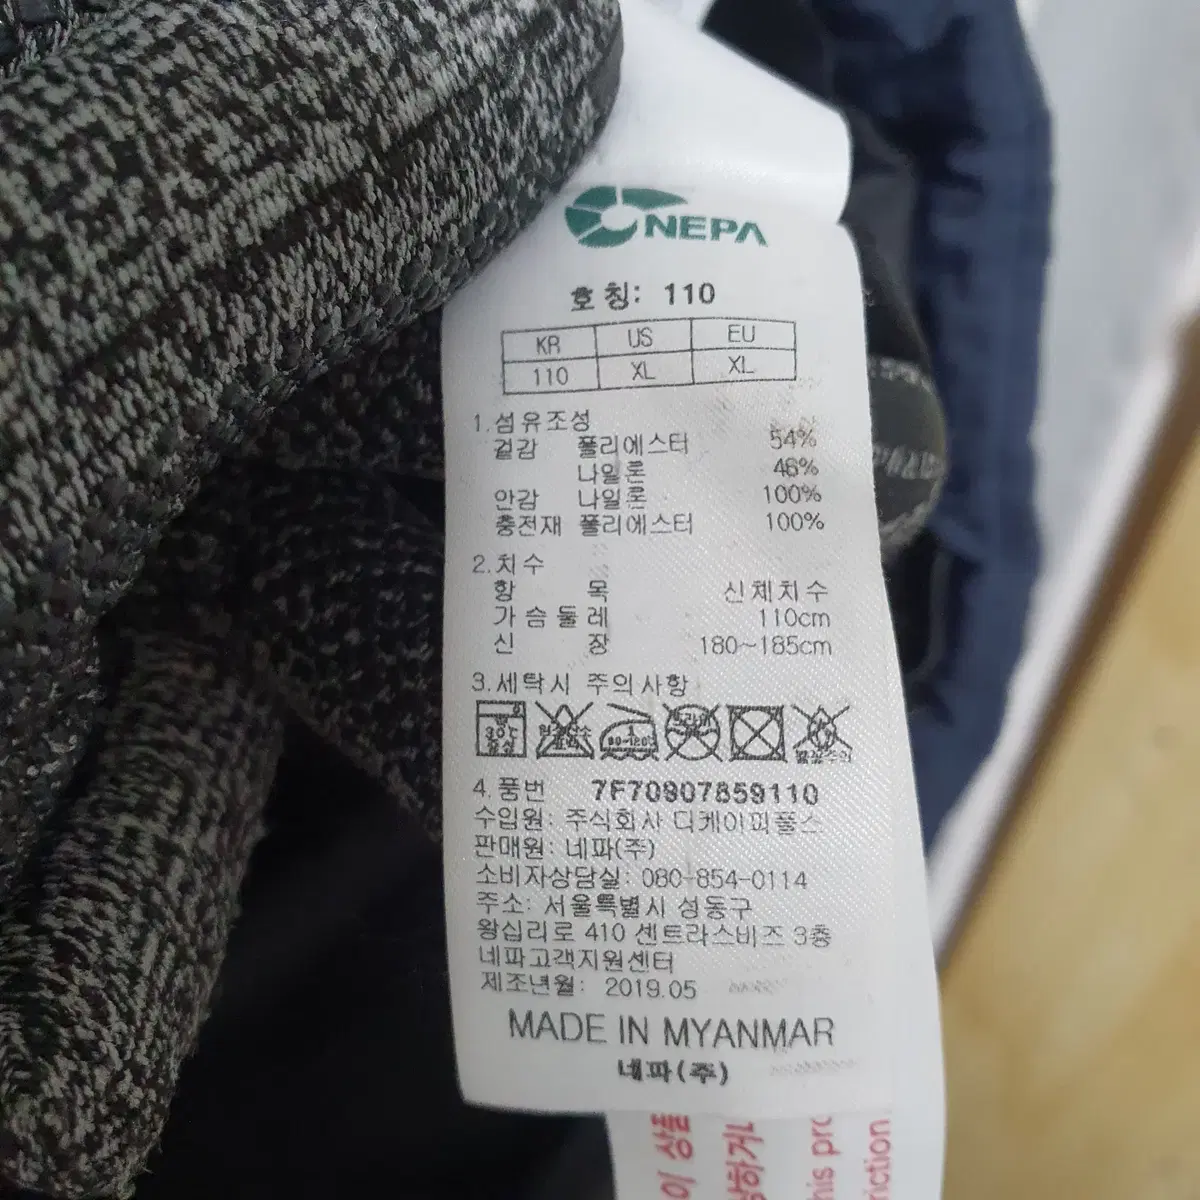 NEPA
호칭: 110
KR US EU
110 XL XL
1.섬유조성
겉감 폴리에스터 54%
나일론 46%
안감 나일론 100%
충전재 폴리에스터 100%
2.치수
항 목 신체치수
가슴둘레 110cm
신 장 180~185cm
3.세탁시 주의사항
4.품번 7F70907859110
수입원: 주식회사 디케이피플스
판매원: 네파(주)
소비자상담실: 080-854-0114
주소: 서울특별시 성동구
왕십리로 410 센트라스비즈 3층
네파고객지원센터
제조년월: 2019.05
MADE IN MYANMAR
네파(주)